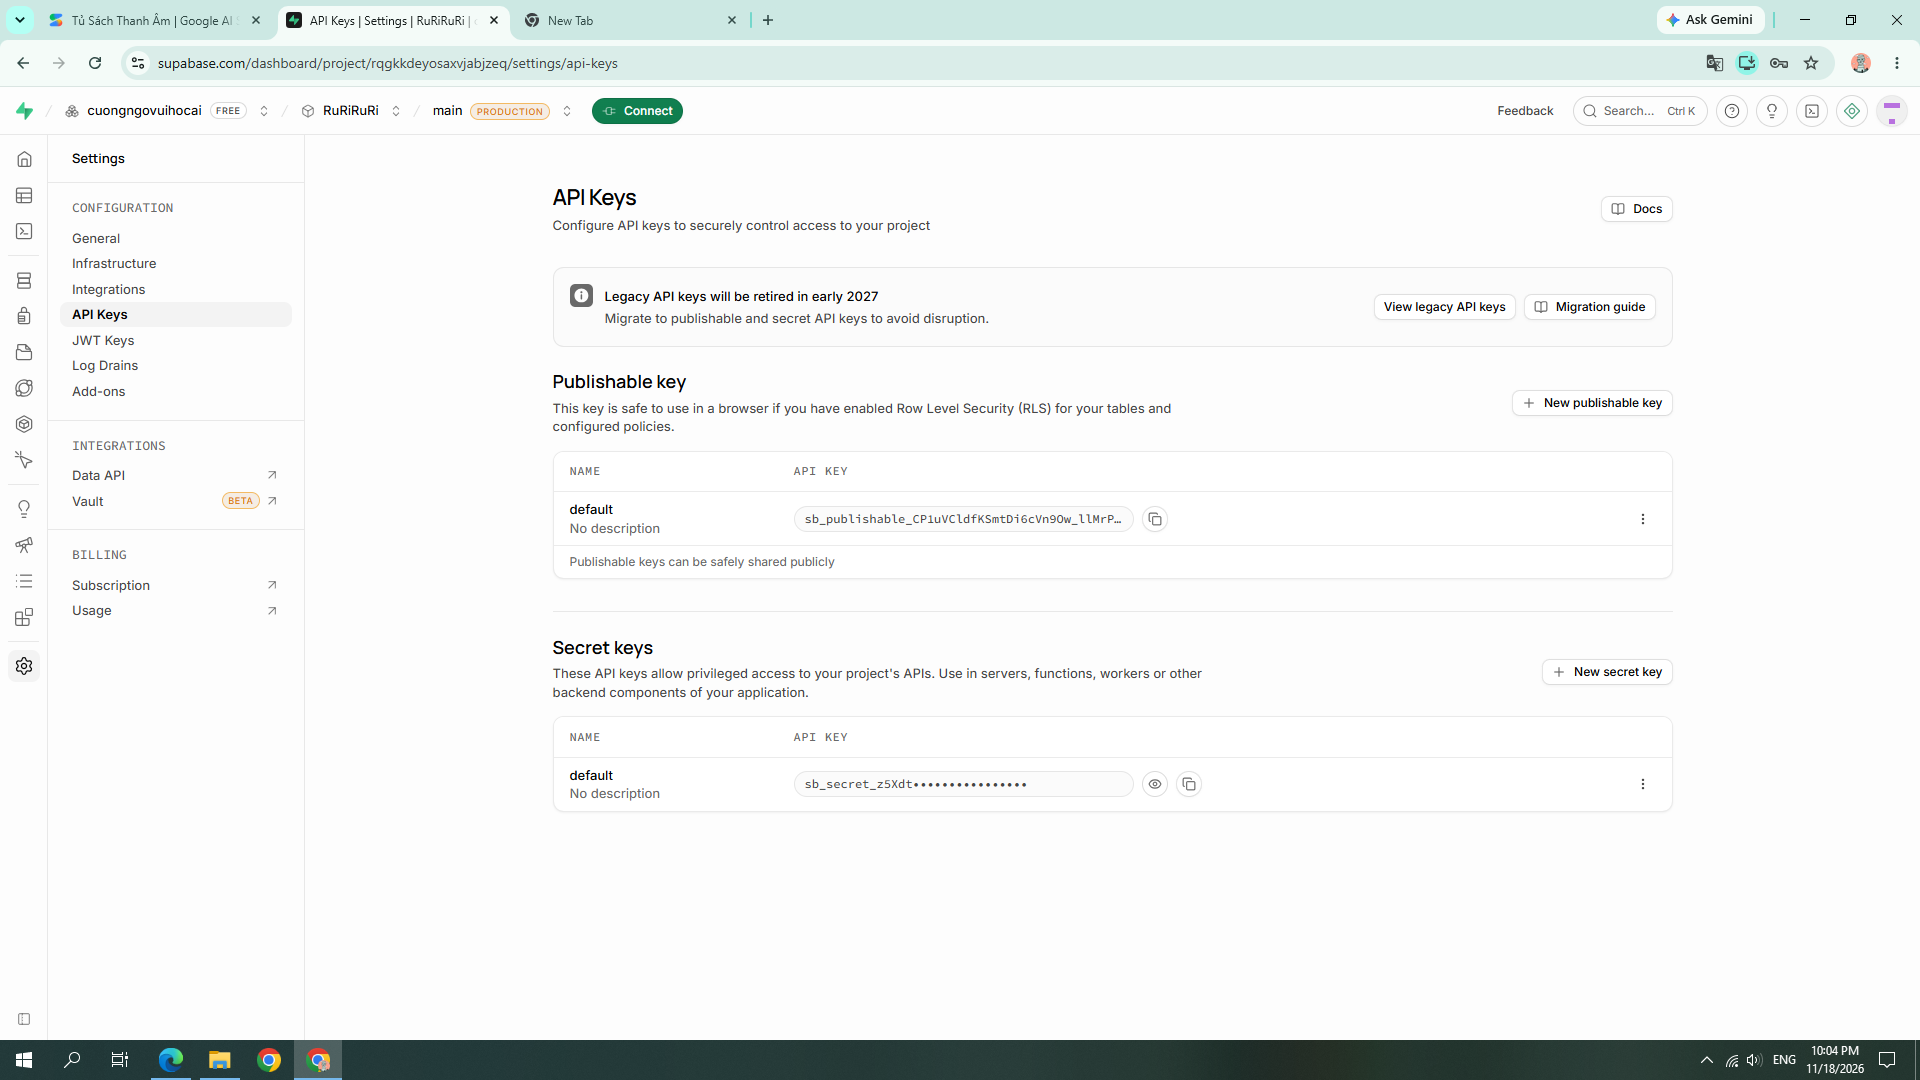 Tủ Sách Thanh Âm | Google AI S
API Keys | Settings | RuRiRuRi |
New Tab
Ask Gemini
supabase.com/dashboard/project/rqgkkdeyosaxvjabjzeq/settings/api-keys
cuongngovuihocai
FREE
/
RuRiRuRi
/
main
PRODUCTION
Connect
Feedback
Search...
Ctrl K
Settings
CONFIGURATION
General
Infrastructure
Integrations
API Keys
JWT Keys
Log Drains
Add-ons
INTEGRATIONS
Data API
Vault
BETA
BILLING
Subscription
Usage
API Keys
Configure API keys to securely control access to your project
Docs
Legacy API keys will be retired in early 2027
Migrate to publishable and secret API keys to avoid disruption.
View legacy API keys
Migration guide
Publishable key
This key is safe to use in a browser if you have enabled Row Level Security (RLS) for your tables and
configured policies.
New publishable key
NAME
API KEY
default
No description
sb_publishable_CP1uVCldfKSmtDi6cVn9Ow_llMrP…
Publishable keys can be safely shared publicly
Secret keys
These API keys allow privileged access to your project's APIs. Use in servers, functions, workers or other
backend components of your application.
New secret key
NAME
API KEY
default
No description
sb_secret_z5Xdt••••••••••••••••
ENG
10:04 PM
11/18/2026